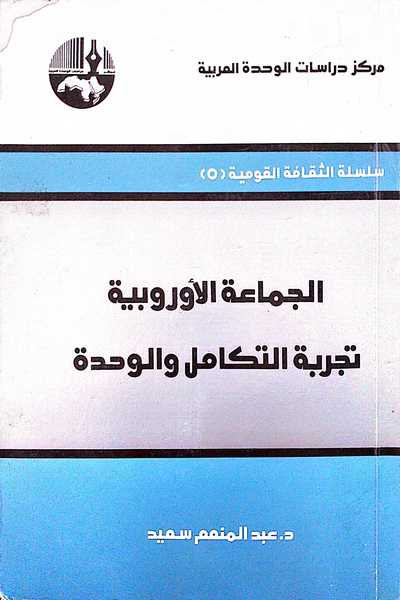 مركز دراسات الوحدة العربية
سلسلة الثقافة القومية (٥)
الجماعة الأوروبية
تجربة التكامل والوحدة
د. عبد المنعم سعيد